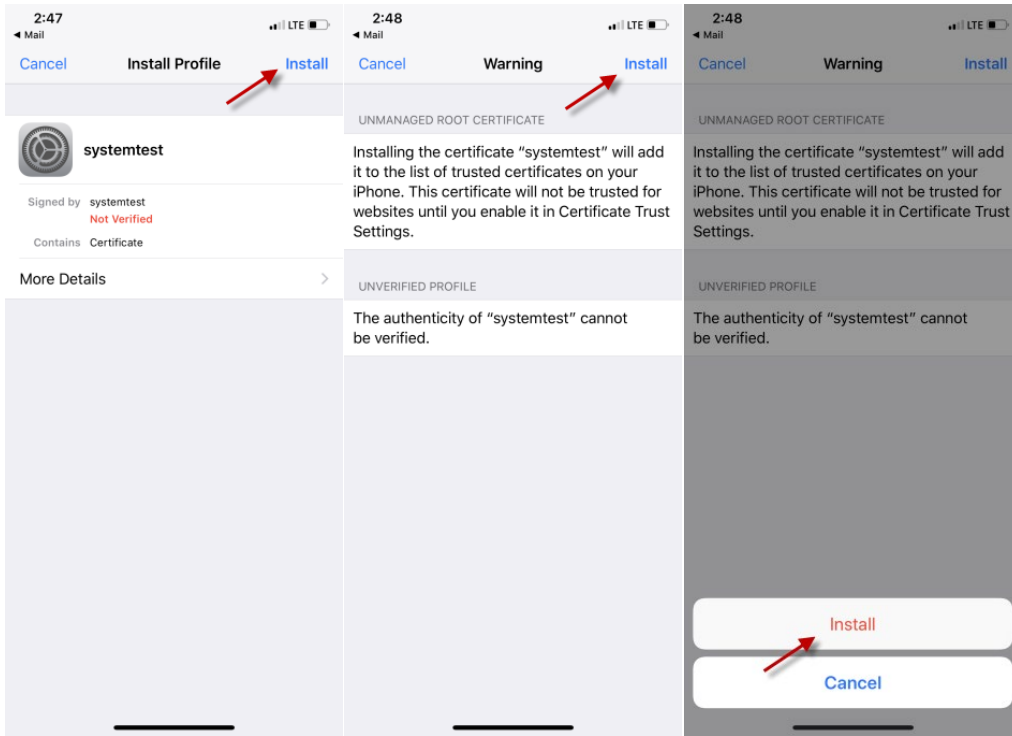 2:47
LTE
◀ Mail
Cancel
Install Profile
Install
systemtest
Signed by systemtest
Not Verified
Contains Certificate
More Details
2:48
LTE
◀ Mail
Cancel
Warning
Install
UNMANAGED ROOT CERTIFICATE
Installing the certificate “systemtest” will add
it to the list of trusted certificates on your
iPhone. This certificate will not be trusted for
websites until you enable it in Certificate Trust
Settings.
UNVERIFIED PROFILE
The authenticity of “systemtest” cannot
be verified.
2:48
LTE
◀ Mail
Cancel
Warning
Install
UNMANAGED ROOT CERTIFICATE
Installing the certificate “systemtest” will add
it to the list of trusted certificates on your
iPhone. This certificate will not be trusted for
websites until you enable it in Certificate Trust
Settings.
UNVERIFIED PROFILE
The authenticity of “systemtest” cannot
be verified.
Install
Cancel